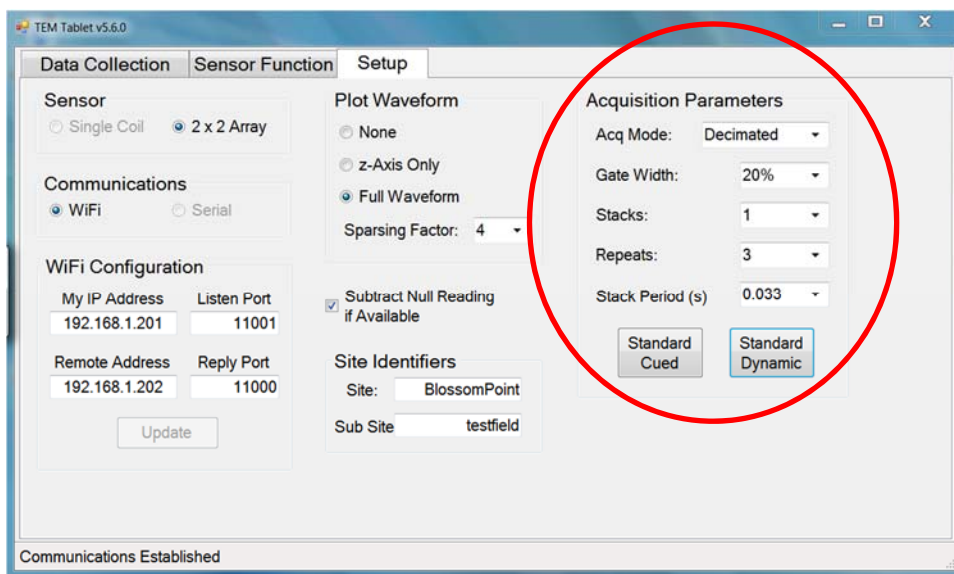 TEM Tablet v5.6.0
Data Collection Sensor Function Setup
Sensor
Single Coil 2 x 2 Array
Communications
WiFi Serial
WiFi Configuration
My IP Address Listen Port
192.168.1.201 11001
Remote Address Reply Port
192.168.1.202 11000
Update
Plot Waveform
None
z-Axis Only
Full Waveform
Sparsing Factor: 4
Subtract Null Reading
if Available
Site Identifiers
Site: BlossomPoint
Sub Site testfield
Acquisition Parameters
Acq Mode: Decimated
Gate Width: 20%
Stacks: 1
Repeats: 3
Stack Period (s) 0.033
Standard
Cued
Standard
Dynamic
Communications Established